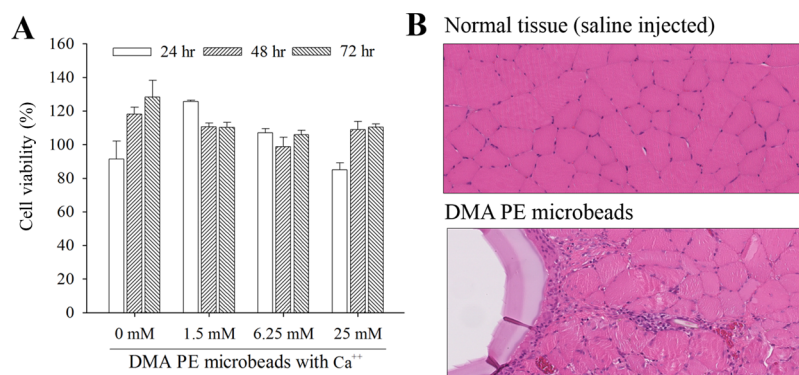 A
B
Normal tissue (saline injected)
24 hr 48 hr 72 hr
Cell viability (%)
160
140
120
100
80
60
40
20
0
0 mM 1.5 mM 6.25 mM 25 mM
DMA PE microbeads with Ca⁺⁺
DMA PE microbeads